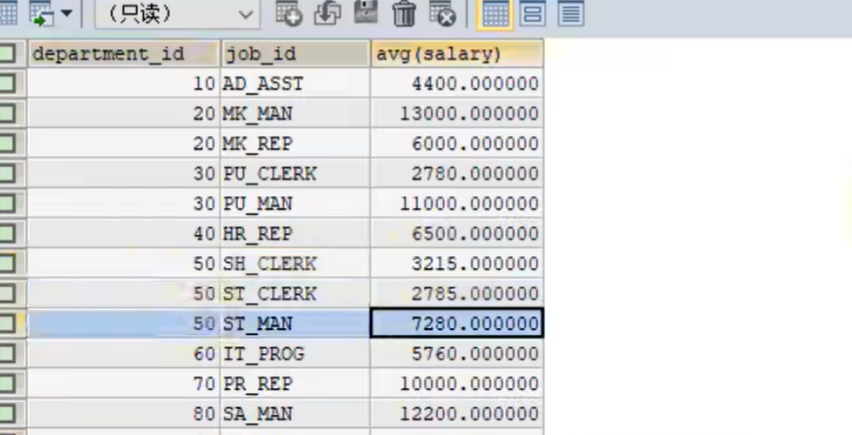 （只读）
department_id job_id avg(salary)
10 AD_ASST 4400.000000
20 MK_MAN 13000.000000
20 MK_REP 6000.000000
30 PU_CLERK 2780.000000
30 PU_MAN 11000.000000
40 HR_REP 6500.000000
50 SH_CLERK 3215.000000
50 ST_CLERK 2785.000000
50 ST_MAN 7280.000000
60 IT_PROG 5760.000000
70 PR_REP 10000.000000
80 SA_MAN 12200.000000